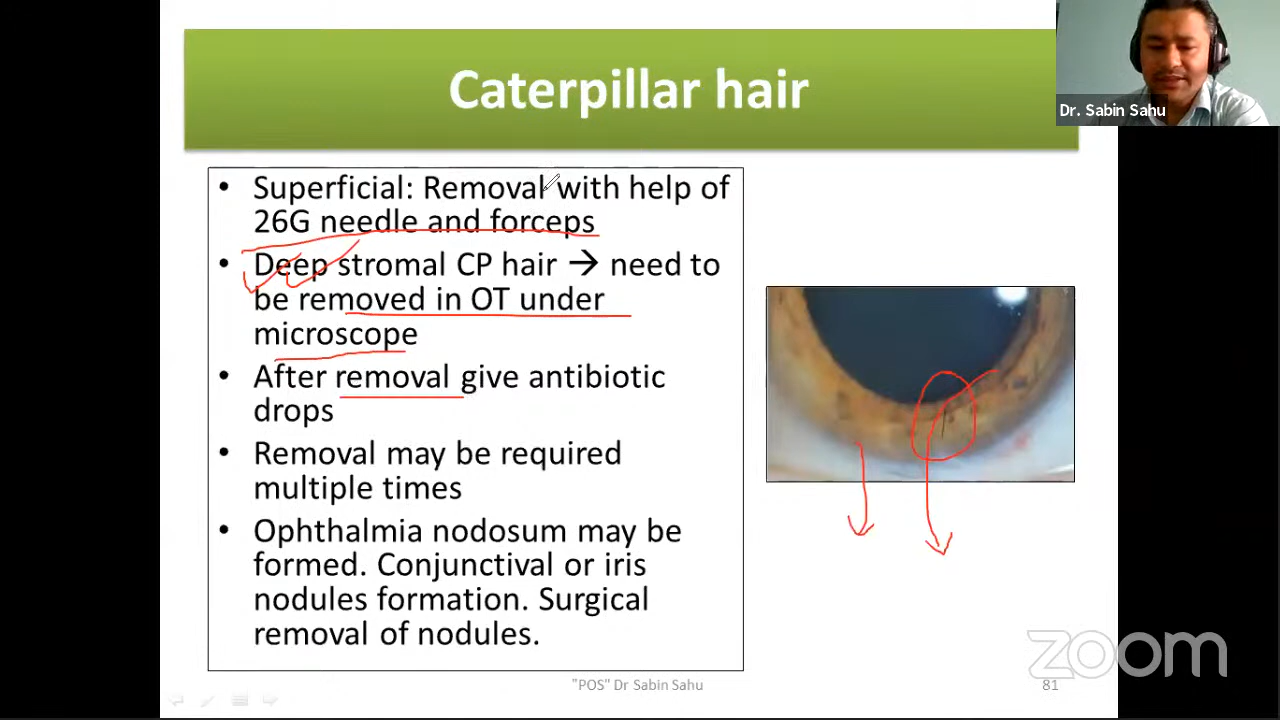 Caterpillar hair
Dr. Sabin Sahu
• Superficial: Removal with help of
26G needle and forceps
• Deep stromal CP hair → need to
be removed in OT under
microscope
• After removal give antibiotic
drops
• Removal may be required
multiple times
• Ophthalmia nodosum may be
formed. Conjunctival or iris
nodules formation. Surgical
removal of nodules.
"POS" Dr Sabin Sahu
81
zoom